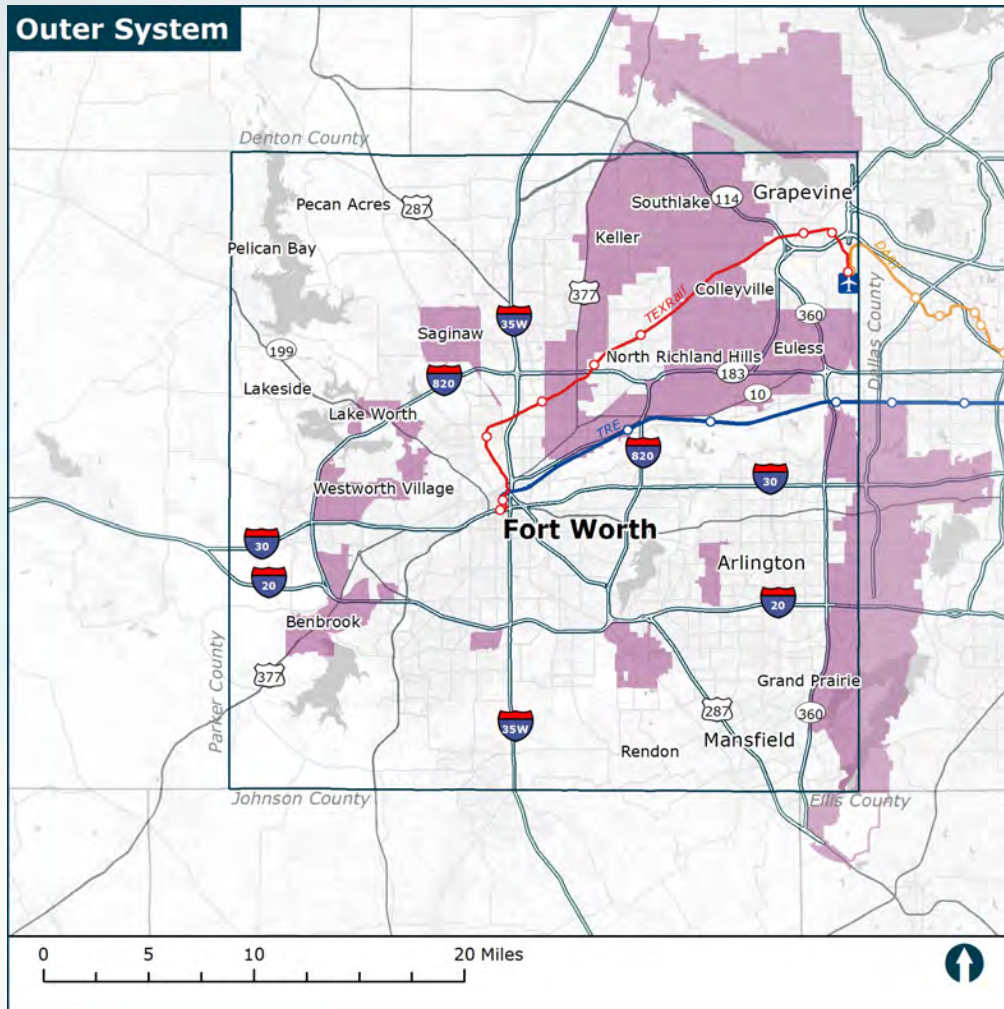 Outer System
Denton County
Pecan Acres
287
Southlake
114
Grapevine
Pelican Bay
Keller
DART
377
Colleyville
TEXRail
35W
360
Saginaw
199
North Richland Hills
Euless
Dallas County
820
183
Lakeside
10
Lake Worth
TRE
820
30
Westworth Village
Fort Worth
30
Arlington
20
20
Benbrook
377
Parker County
Grand Prairie
287
360
35W
Mansfield
Rendon
Johnson County
Ellis County
0 5 10 20 Miles